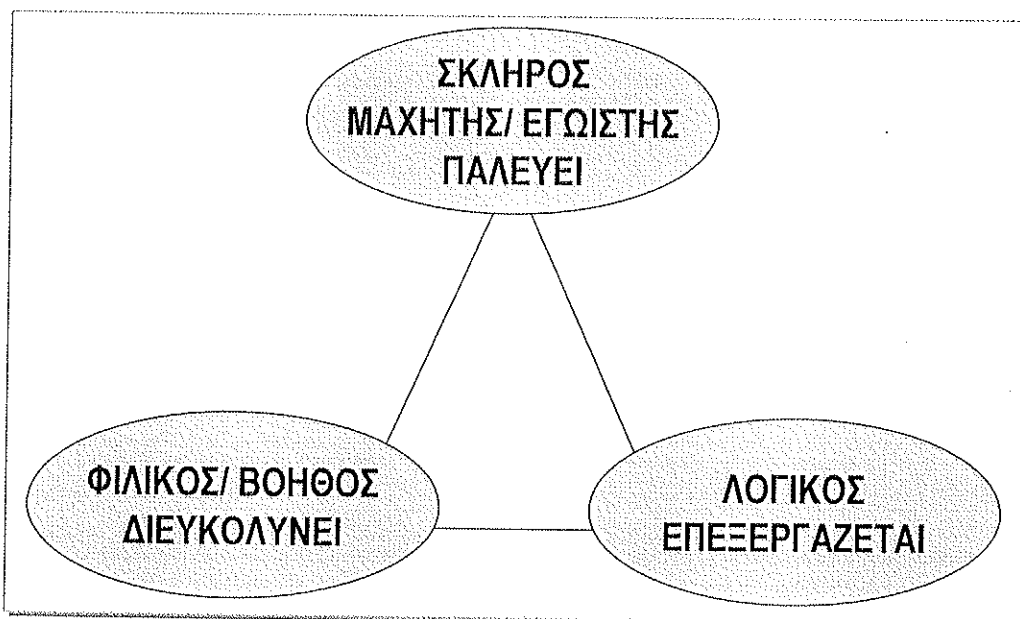 ΣΚΛΗΡΟΣ
ΜΑΧΗΤΗΣ/ ΕΓΩΙΣΤΗΣ
ΠΑΛΕΥΕΙ
ΦΙΛΙΚΟΣ/ ΒΟΗΘΟΣ
ΔΙΕΥΚΟΛΥΝΕΙ
ΛΟΓΙΚΟΣ
ΕΠΕΞΕΡΓΑΖΕΤΑΙ